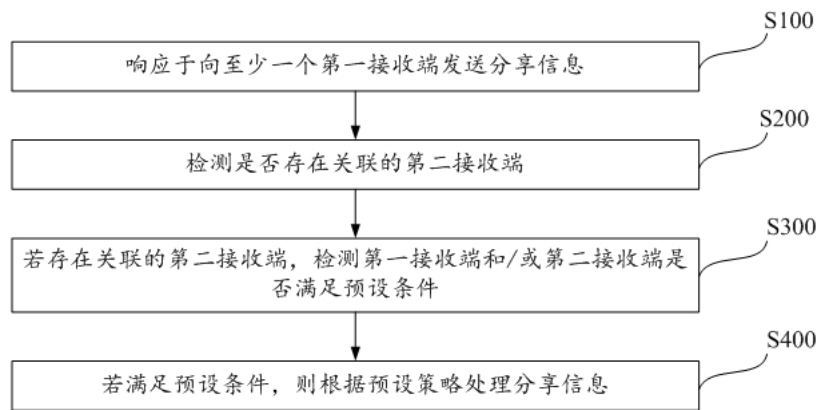 S100
响应于向至少一个第一接收端发送分享信息
S200
检测是否存在关联的第二接收端
S300
若存在关联的第二接收端，检测第一接收端和/或第二接收端是
否满足预设条件
S400
若满足预设条件，则根据预设策略处理分享信息